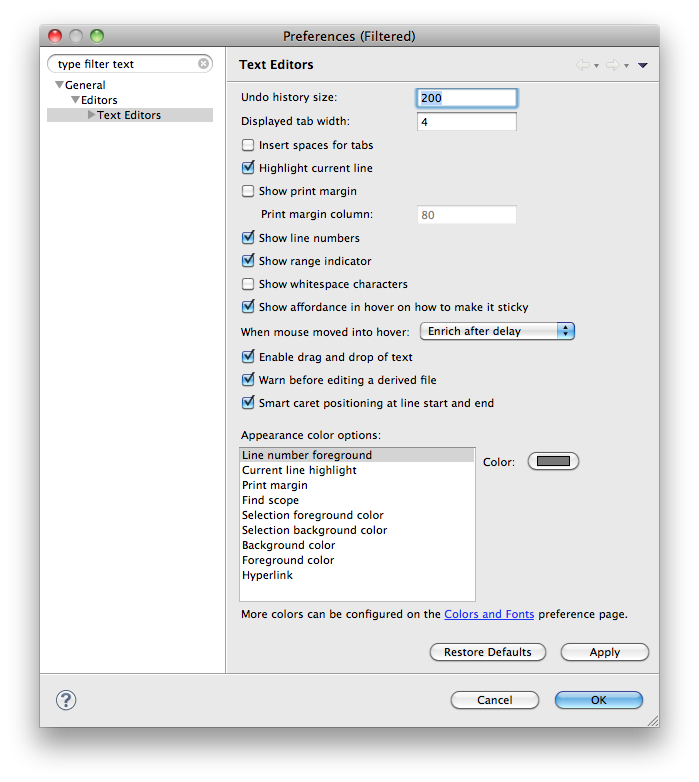 Preferences (Filtered)
type filter text
General
Editors
Text Editors
Text Editors
Undo history size: 200
Displayed tab width: 4
Insert spaces for tabs
Highlight current line
Show print margin
Print margin column: 80
Show line numbers
Show range indicator
Show whitespace characters
Show affordance in hover on how to make it sticky
When mouse moved into hover: Enrich after delay
Enable drag and drop of text
Warn before editing a derived file
Smart caret positioning at line start and end
Appearance color options:
Line number foreground
Color:
Current line highlight
Print margin
Find scope
Selection foreground color
Selection background color
Background color
Foreground color
Hyperlink
More colors can be configured on the Colors and Fonts preference page.
Restore Defaults Apply
? Cancel OK